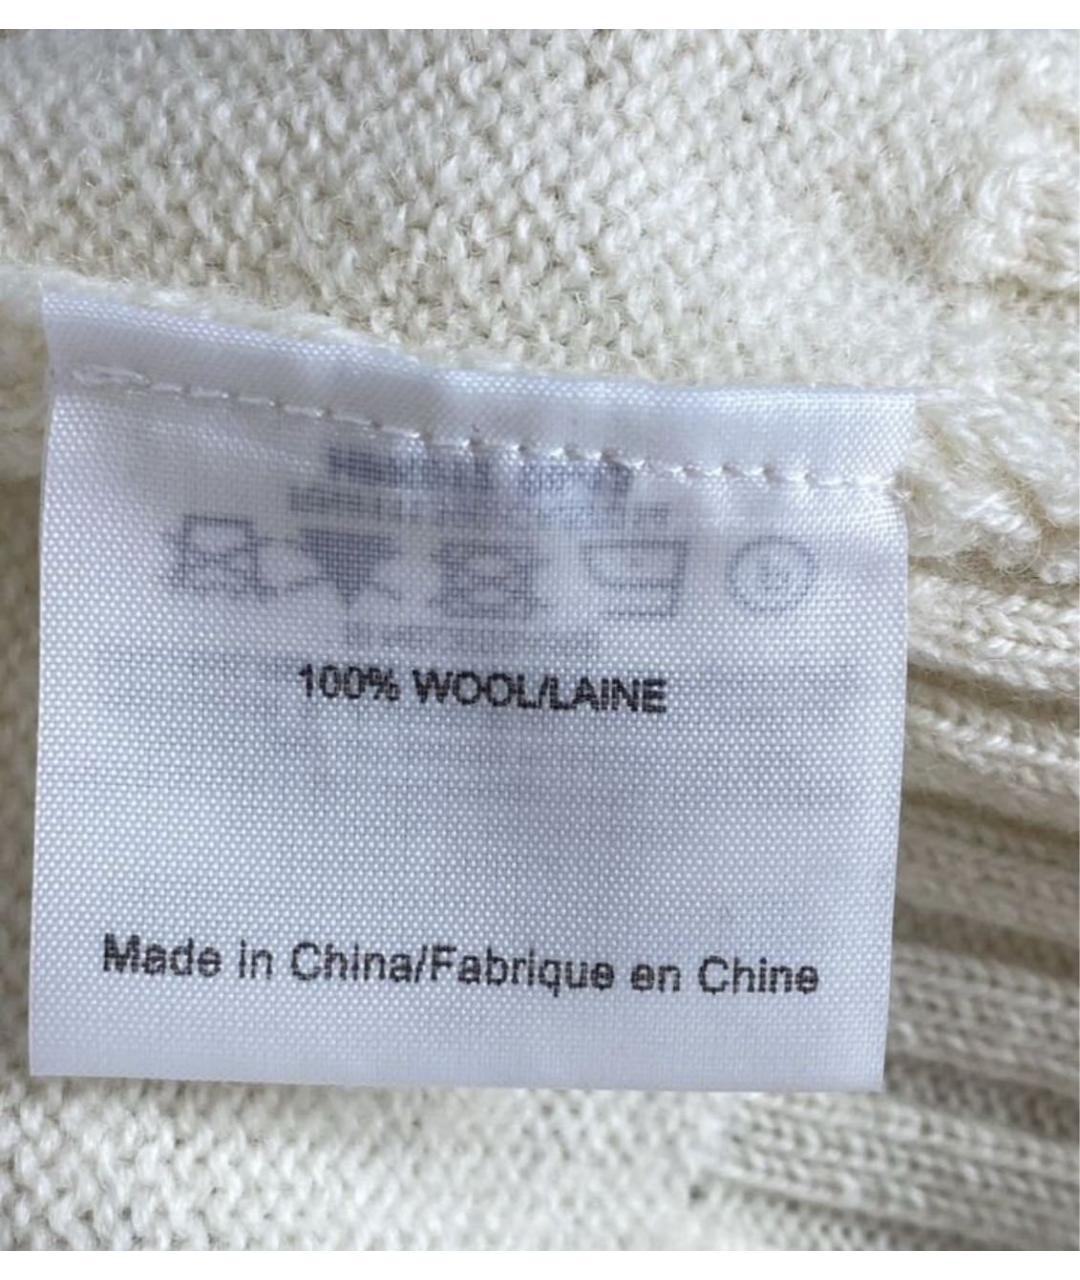 100% WOOL/LAINE
Made in China/Fabrique en Chine